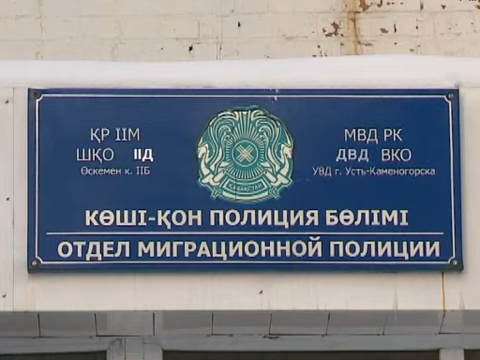 ҚР ІІМ
ШҚО ІІД
Өскемен қ. ІІБ
МВД РК
ДВД ВКО
УВД г. Усть-Каменогорска
ҚАЗАҚСТАН
КӨШІ-ҚОН ПОЛИЦИЯ БӨЛІМІ
ОТДЕЛ МИГРАЦИОННОЙ ПОЛИЦИИ